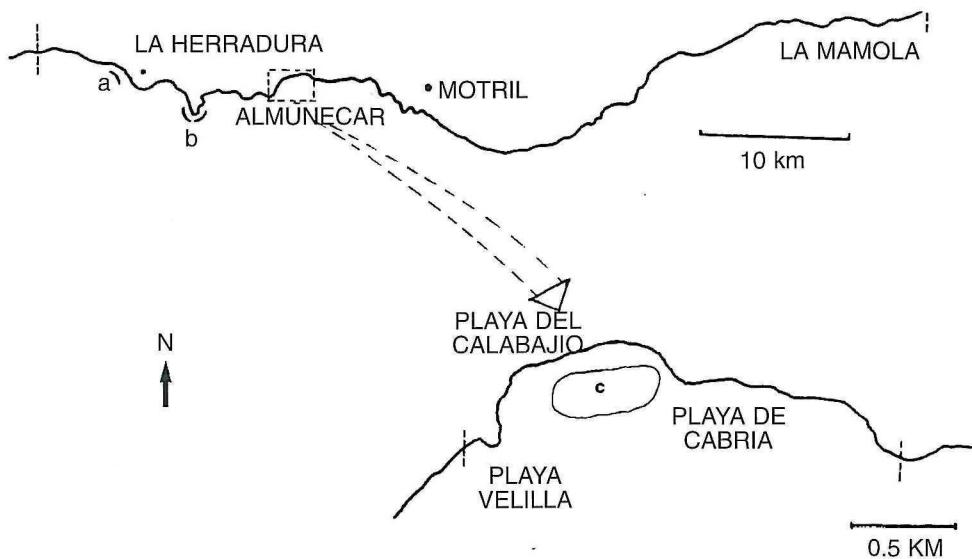 LA HERRADURA
LA MAMOLA
a
MOTRIL
ALMUNECAR
b
10 km
PLAYA DEL
CALABAJIO
N
c
PLAYA DE
CABRIA
PLAYA
VELILLA
0.5 KM